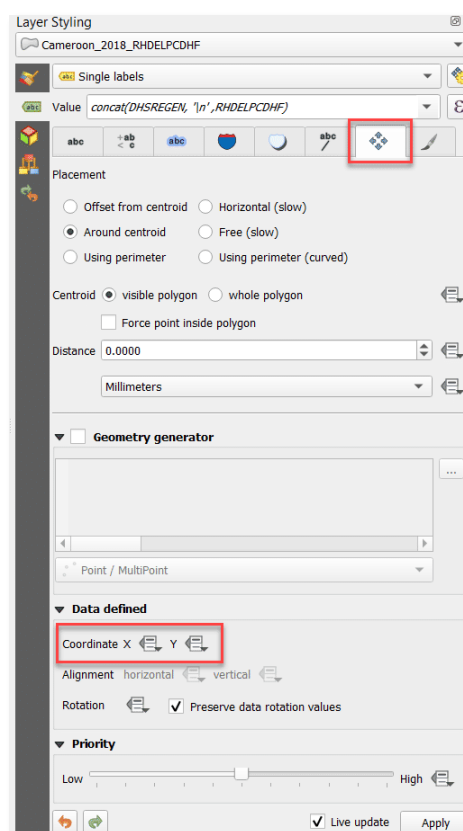 Layer Styling
Cameroon_2018_RHDELPCDHF
abc Single labels
abc Value concat(DHSREGEN, '\n' ,RHDELPCDHF) ε
abc +ab < c abc abc
Placement
Offset from centroid Horizontal (slow)
Around centroid Free (slow)
Using perimeter Using perimeter (curved)
Centroid visible polygon whole polygon
Force point inside polygon
Distance 0.0000
Millimeters
Geometry generator
...
Point / MultiPoint
Data defined
Coordinate X Y
Alignment horizontal vertical
Rotation Preserve data rotation values
Priority
Low High
Live update Apply